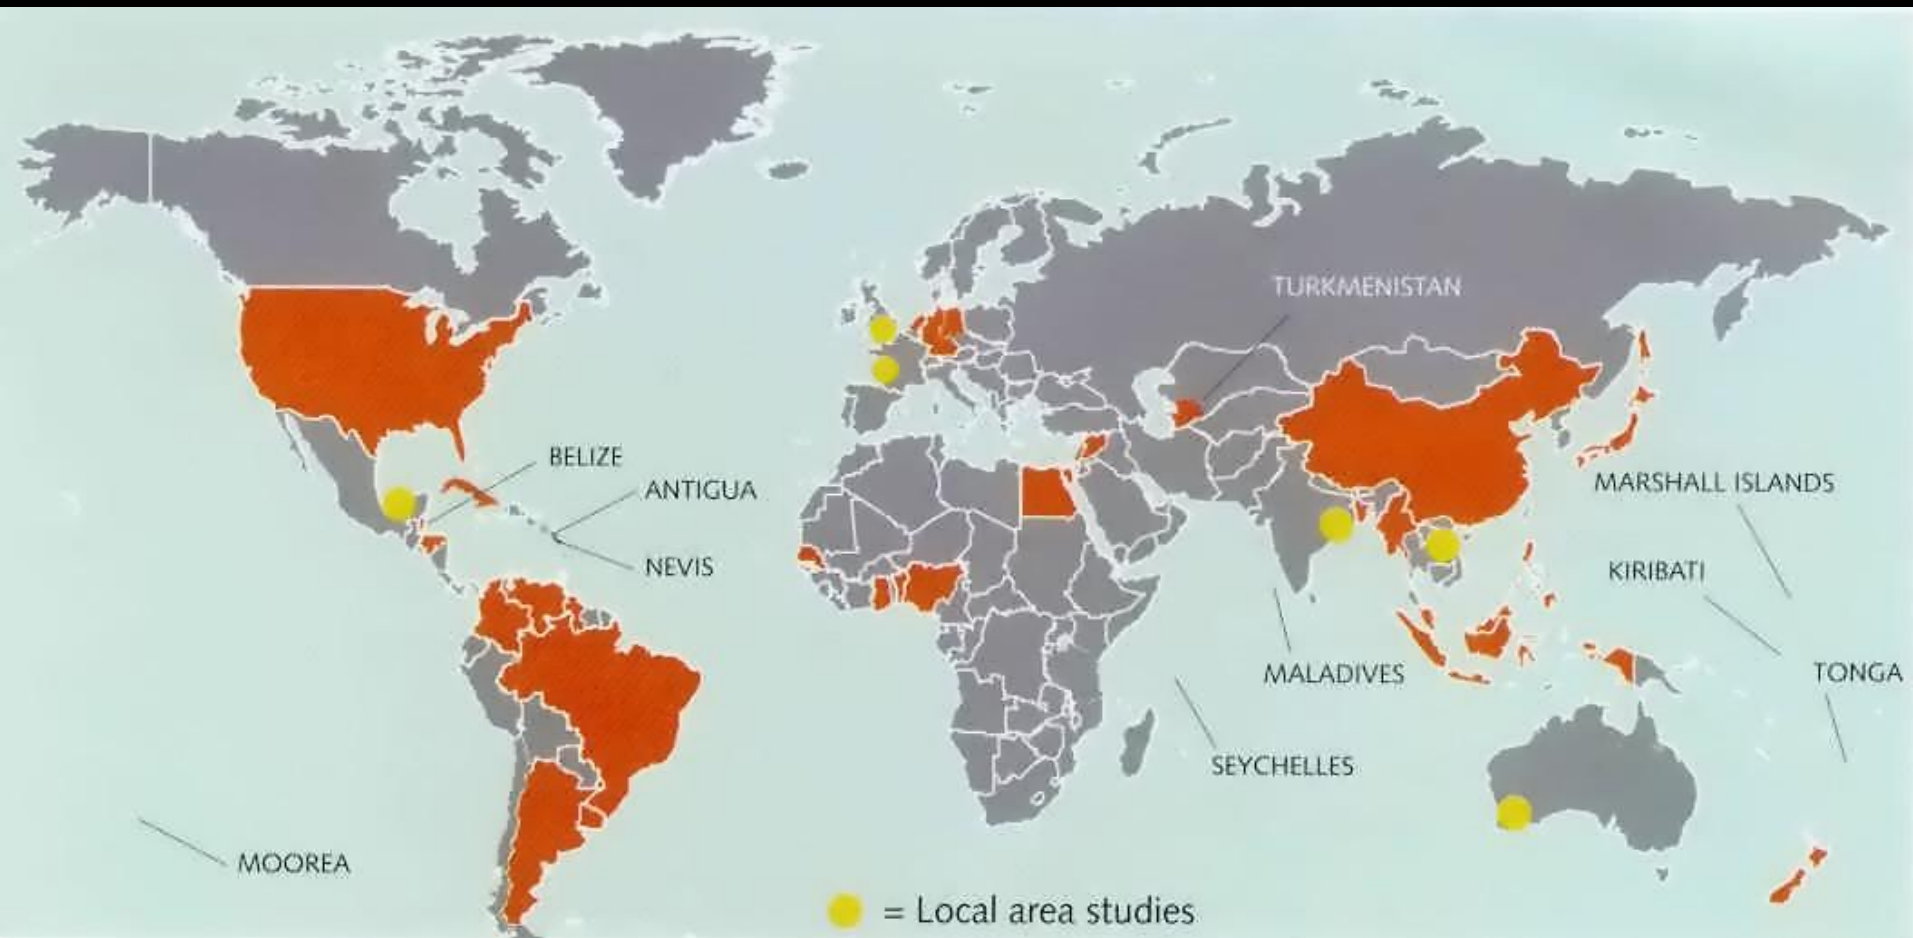 TURKMENISTAN
BELIZE
ANTIGUA
MARSHALL ISLANDS
NEVIS
KIRIBATI
MALADIVES
TONGA
SEYCHELLES
MOOREA
= Local area studies